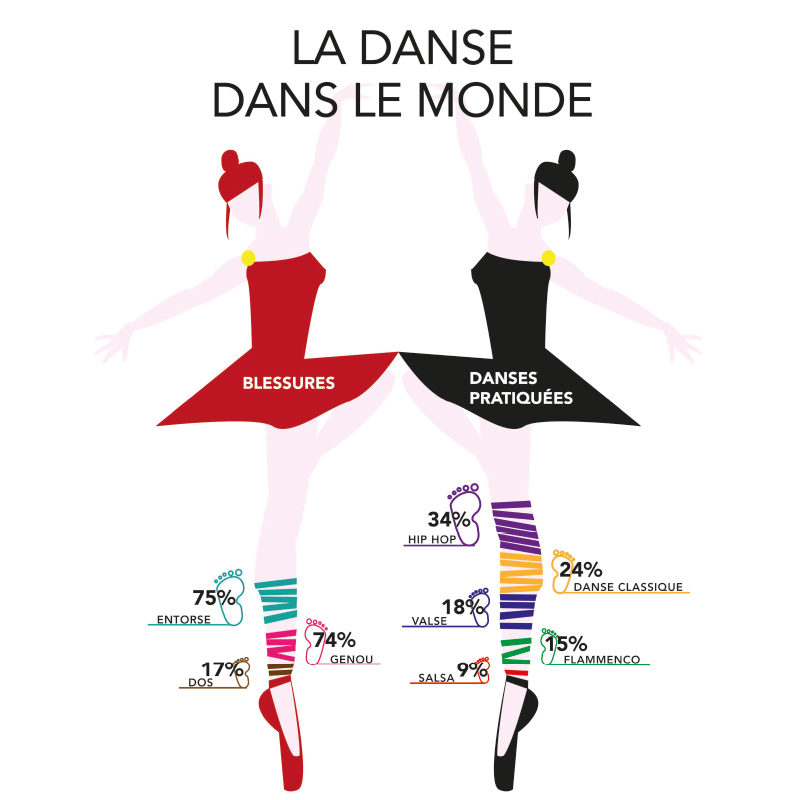 LA DANSE
DANS LE MONDE
BLESSURES
DANSES
PRATIQUÉES
75%
ENTORSE
74%
GENOU
17%
DOS
34%
HIP HOP
24%
DANSE CLASSIQUE
18%
VALSE
15%
FLAMMENCO
9%
SALSA